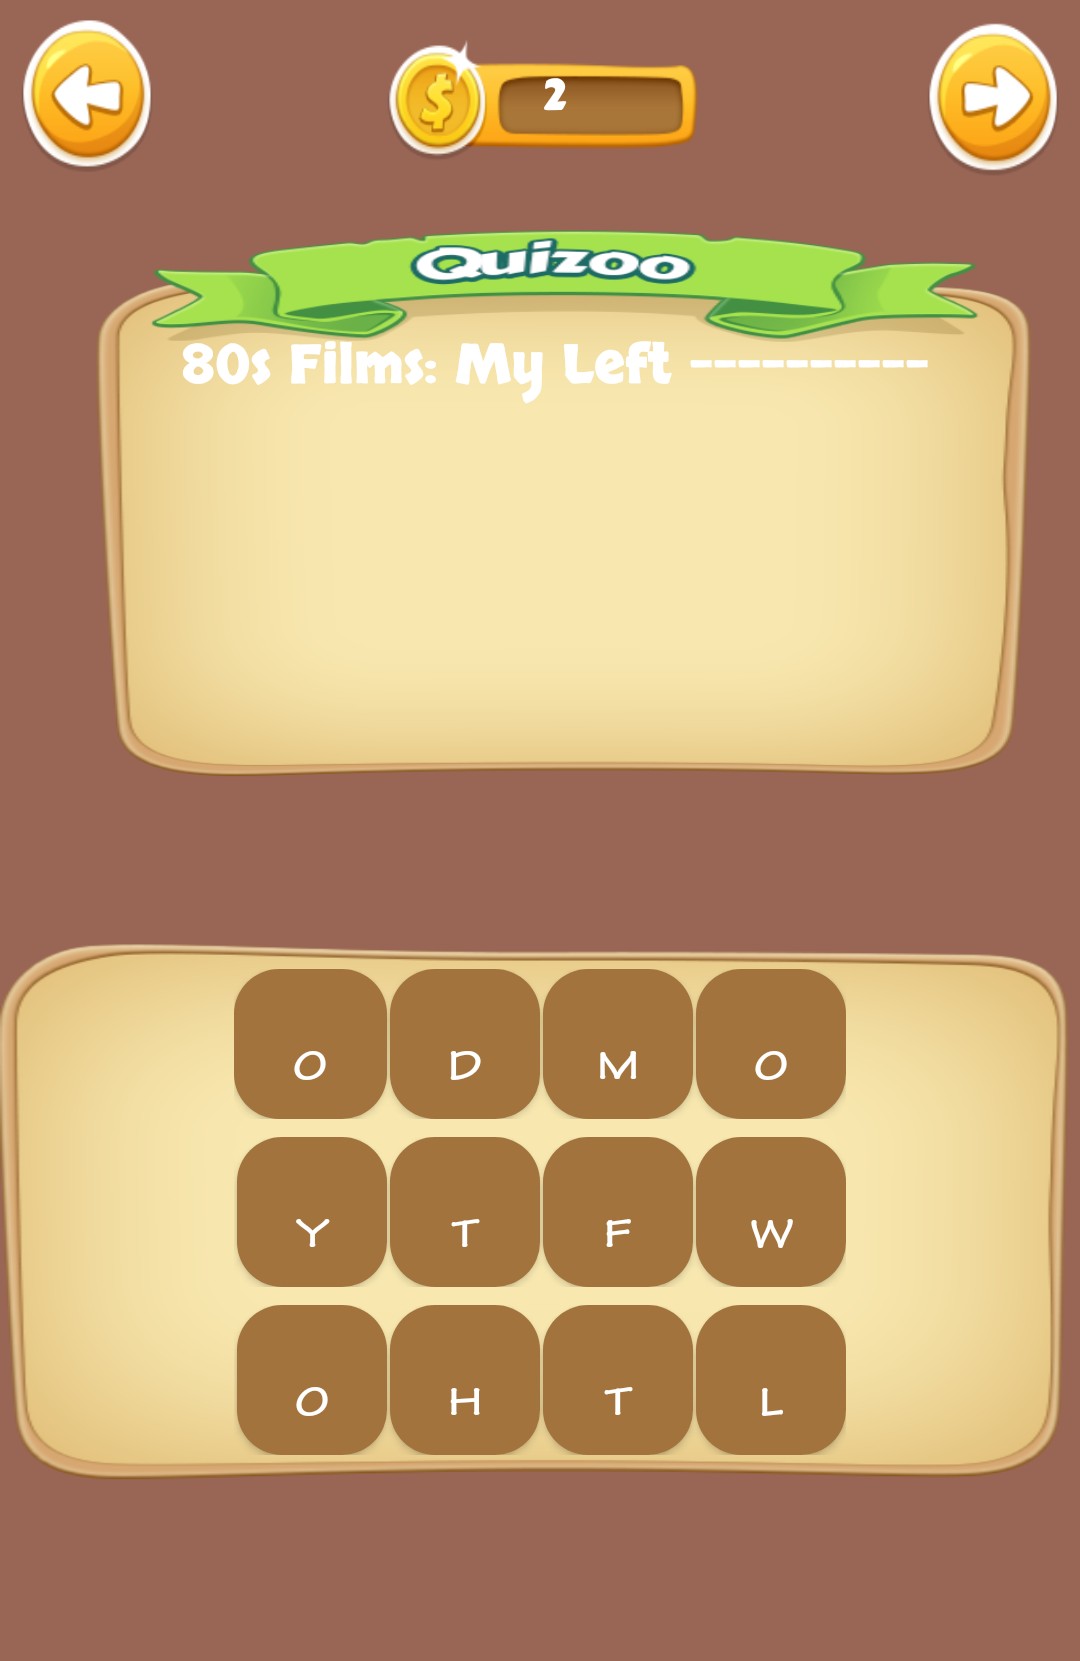 2
Quizoo
80s Films: My Left ----------
O D M O
Y T F W
O H T L